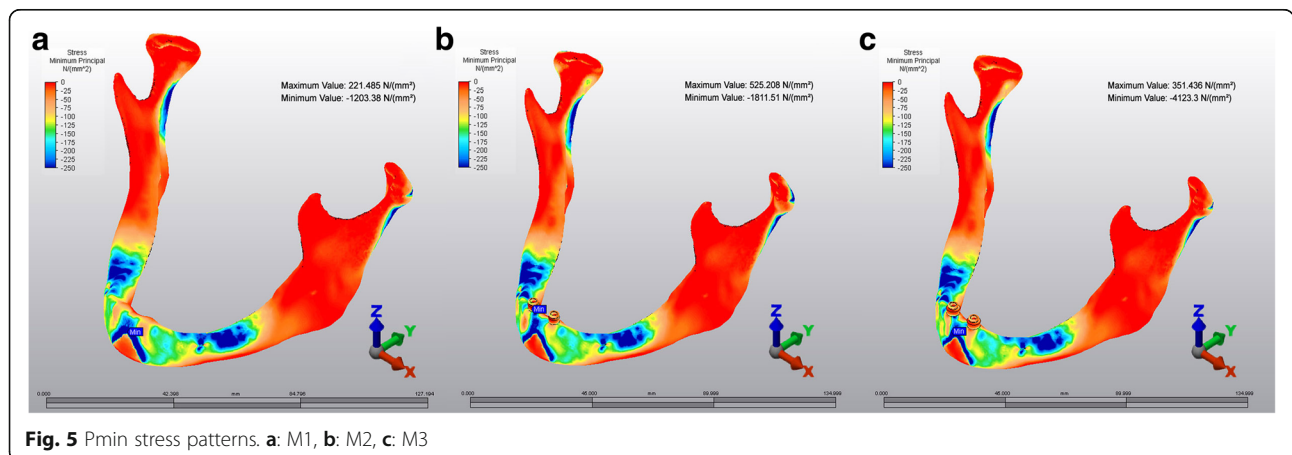 a
Stress
Minimum Principal
N/(mm^2)
0
-25
-50
-75
-100
-125
-150
-175
-200
-225
-250
Maximum Value: 221.485 N/(mm²)
Minimum Value: -1203.38 N/(mm²)
Min
Z
Y
X
0.000 42.398 mm 84.796 127.194
b
Stress
Minimum Principal
N/(mm^2)
0
-25
-50
-75
-100
-125
-150
-175
-200
-225
-250
Maximum Value: 525.208 N/(mm²)
Minimum Value: -1811.51 N/(mm²)
Min
Z
Y
X
0.000 45.000 mm 89.999 134.999
c
Stress
Minimum Principal
N/(mm^2)
0
-25
-50
-75
-100
-125
-150
-175
-200
-225
-250
Maximum Value: 351.436 N/(mm²)
Minimum Value: -4123.3 N/(mm²)
Min
Z
Y
X
0.000 45.000 mm 89.999 134.999
Fig. 5 Pmin stress patterns. a: M1, b: M2, c: M3